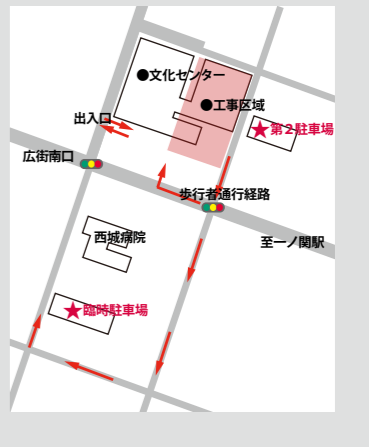 ●文化センター
●工事区域
出入口
★第2駐車場
広街南口
歩行者通行経路
西城病院
至一ノ関駅
★臨時駐車場